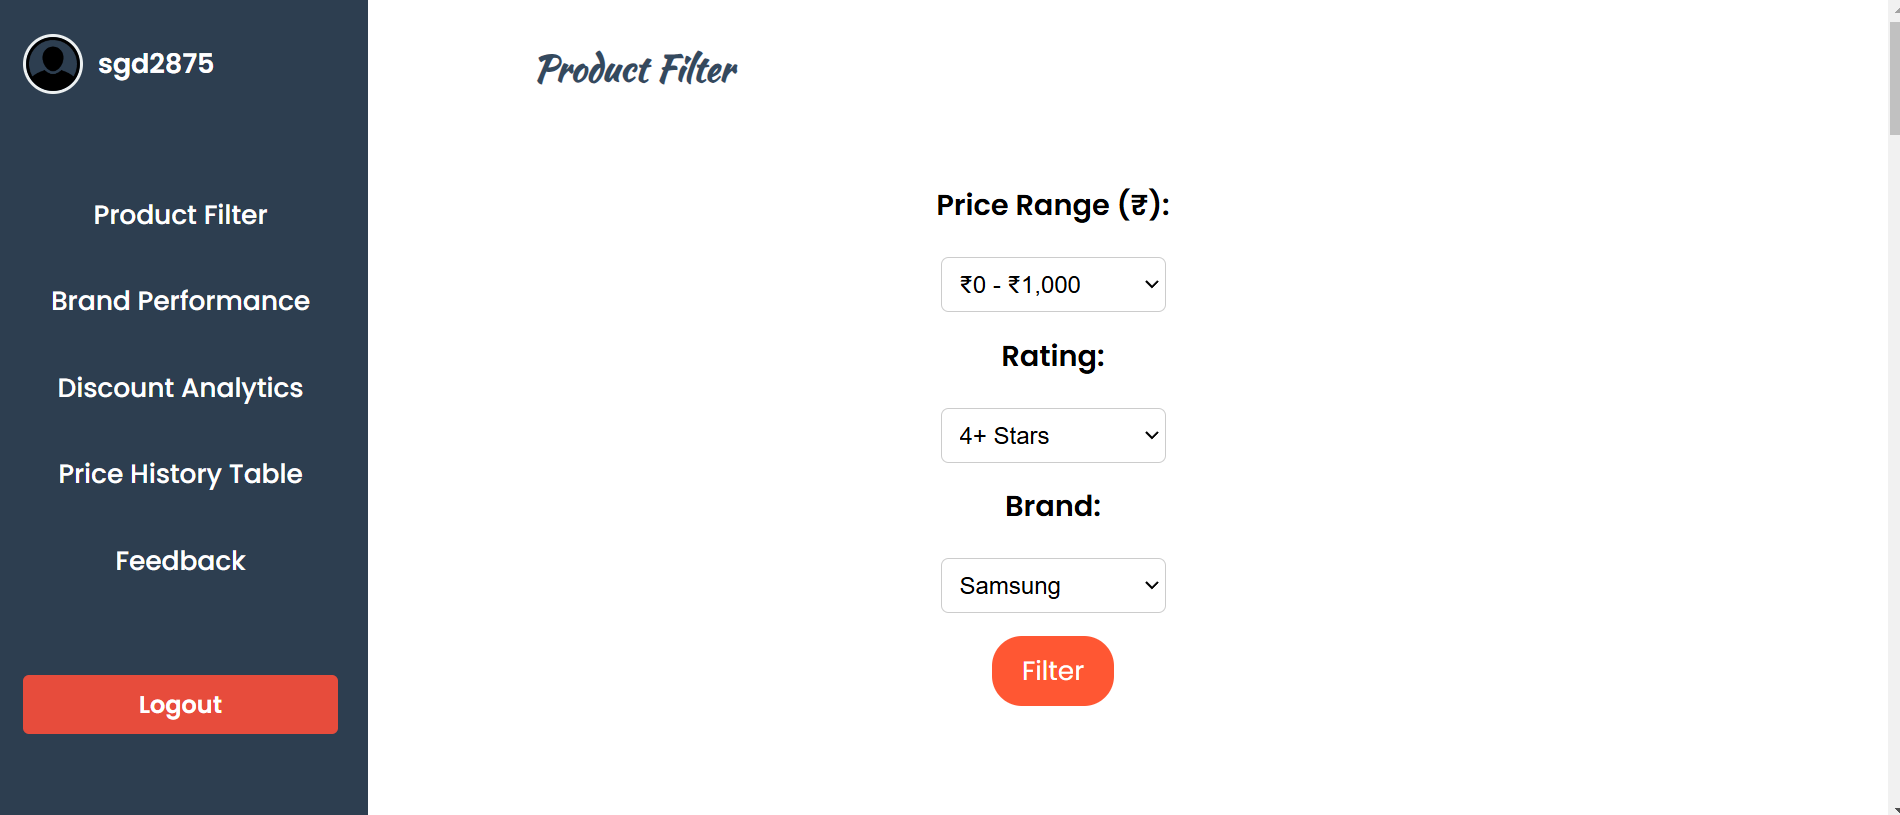 sgd2875
Product Filter
Brand Performance
Discount Analytics
Price History Table
Feedback
Logout
Product Filter
Price Range (₹):
₹0 - ₹1,000
Rating:
4+ Stars
Brand:
Samsung
Filter